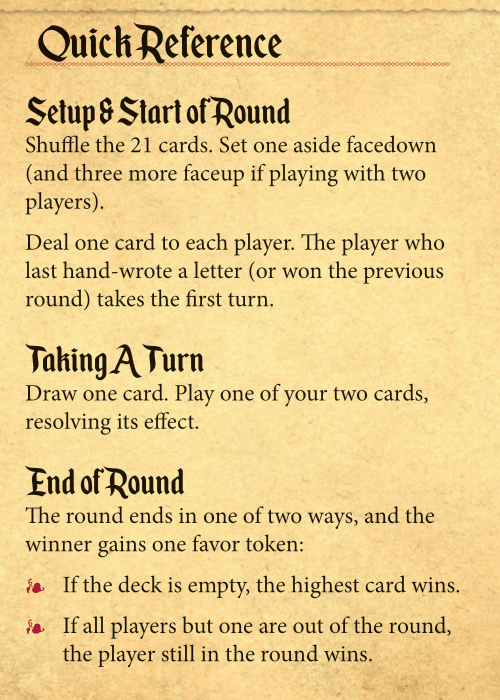 Quick Reference
Setup & Start of Round
Shuffle the 21 cards. Set one aside facedown
(and three more faceup if playing with two
players).
Deal one card to each player. The player who
last hand-wrote a letter (or won the previous
round) takes the first turn.
Taking A Turn
Draw one card. Play one of your two cards,
resolving its effect.
End of Round
The round ends in one of two ways, and the
winner gains one favor token:
If the deck is empty, the highest card wins.
If all players but one are out of the round,
the player still in the round wins.